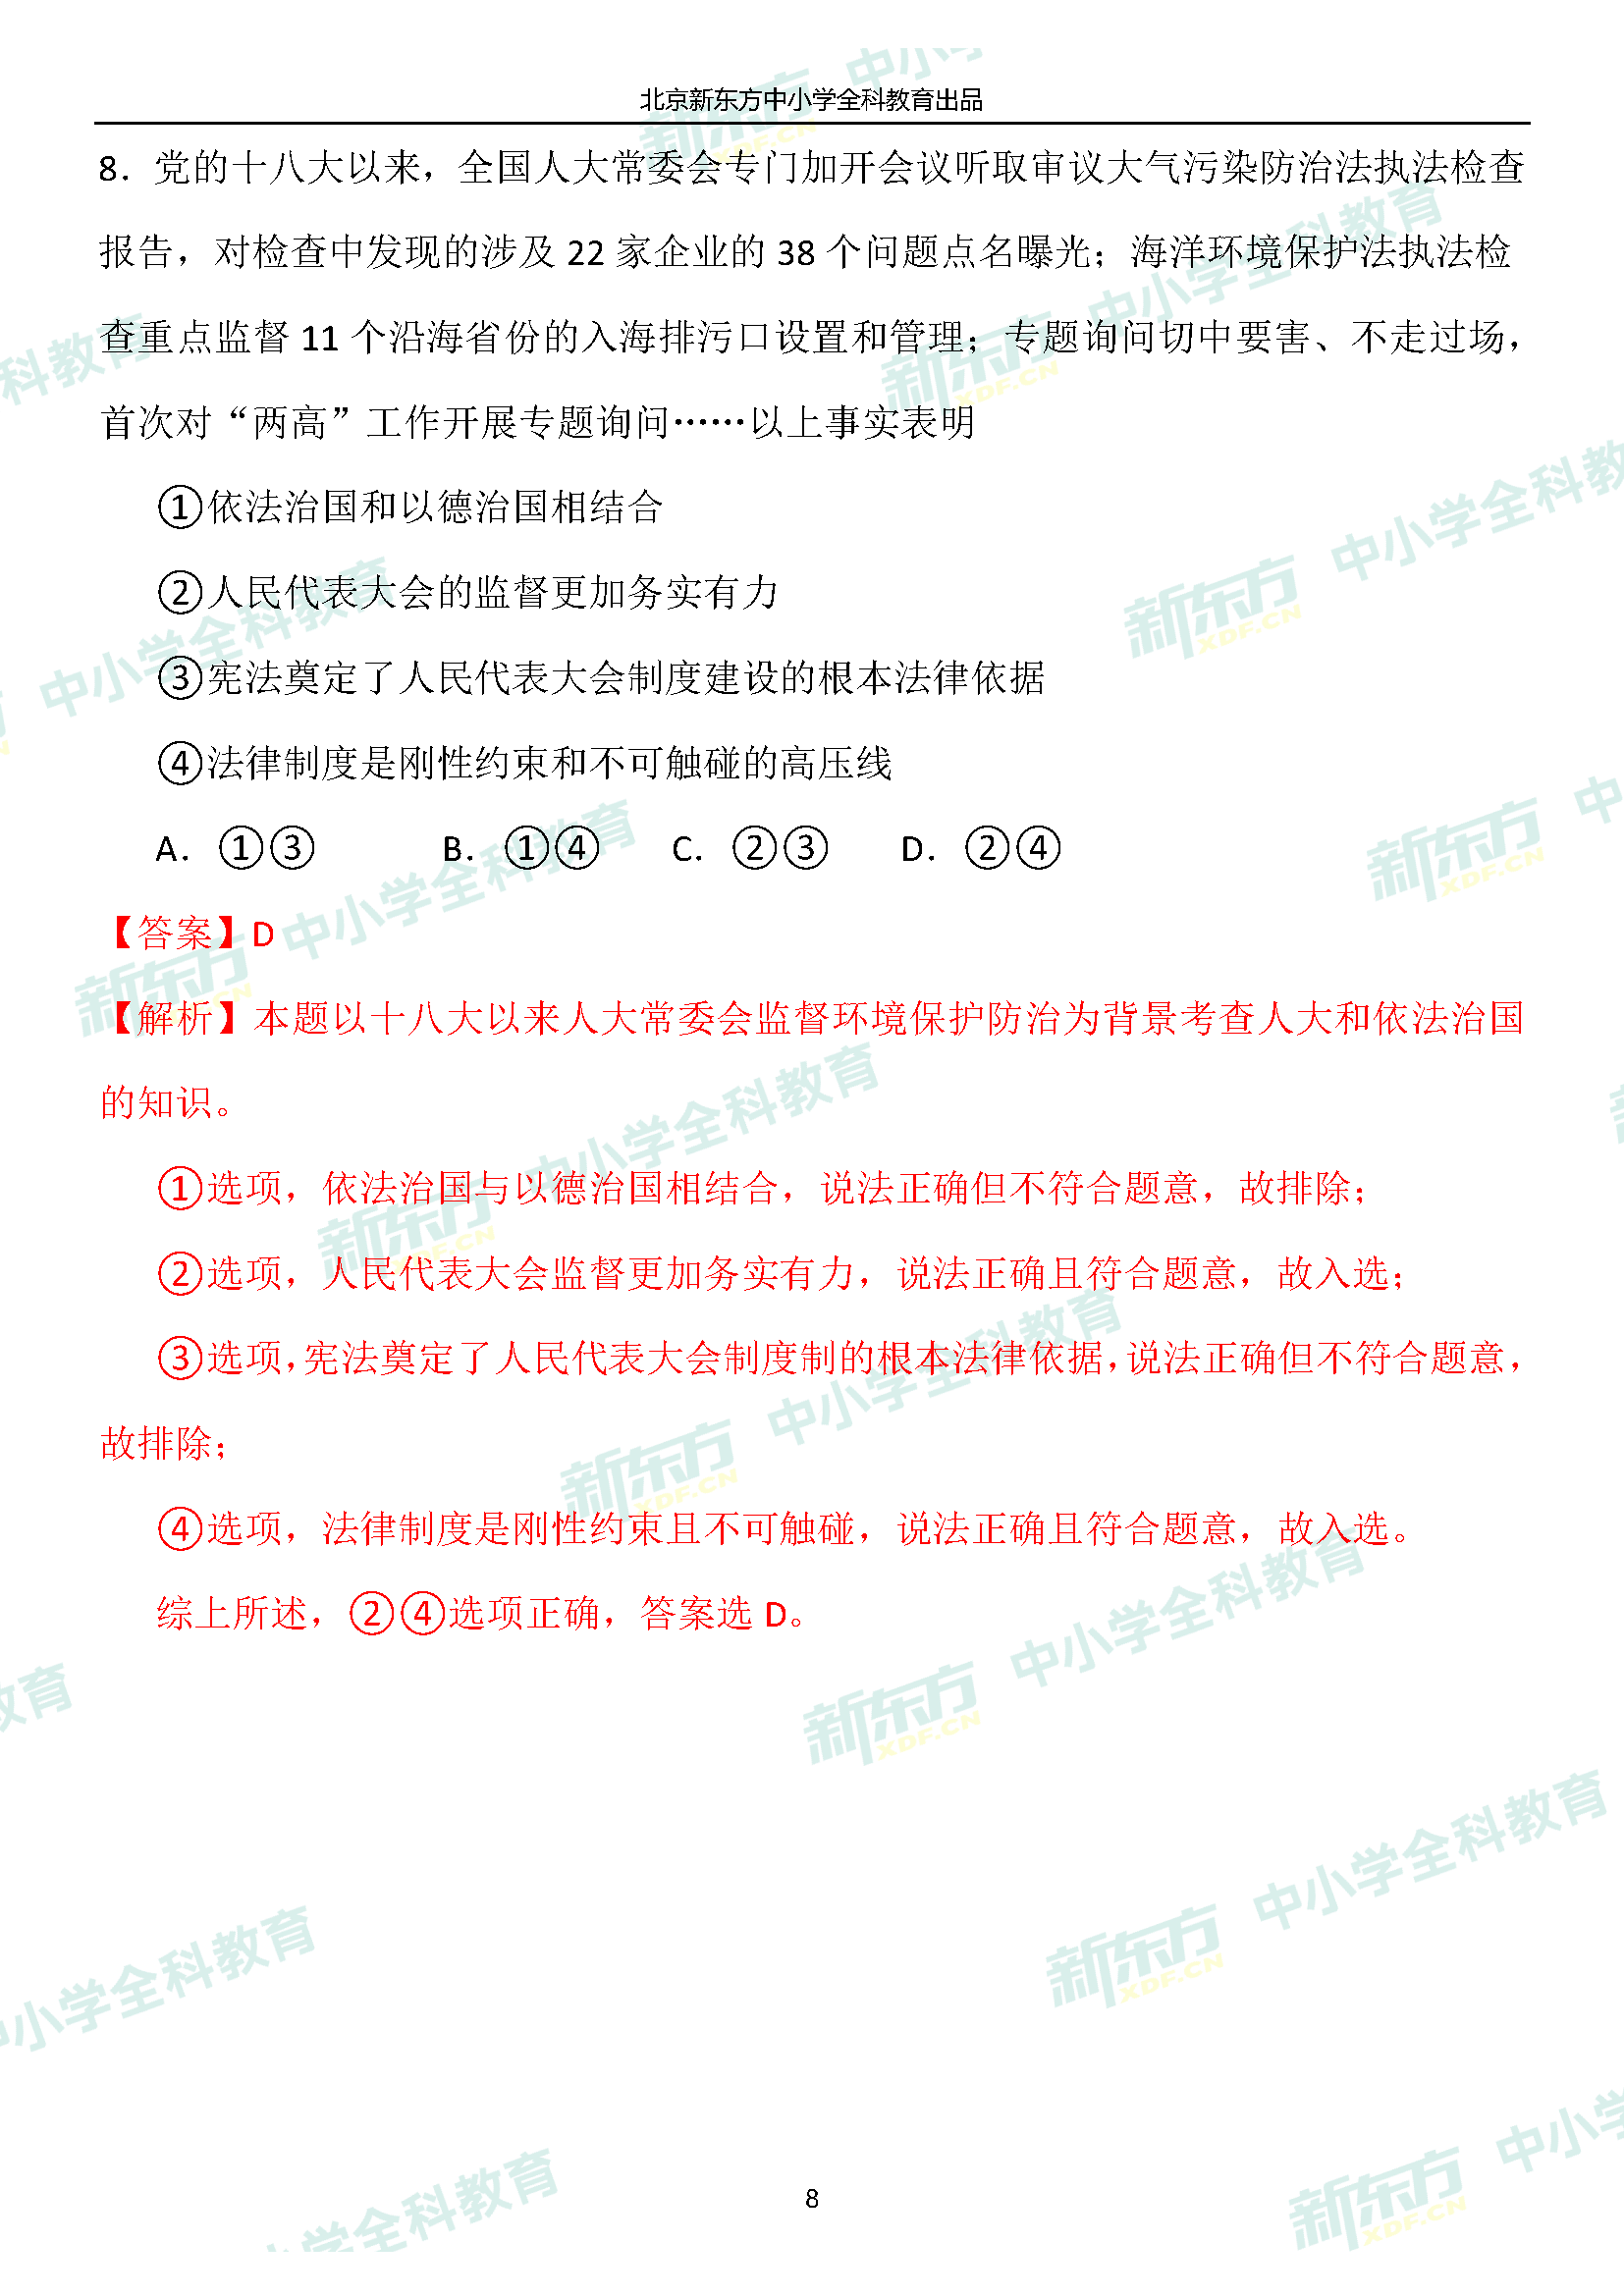 北京新东方中小学全科教育出品
8．党的十八大以来，全国人大常委会专门加开会议听取审议大气污染防治法执法检查
报告，对检查中发现的涉及 22 家企业的 38 个问题点名曝光；海洋环境保护法执法检
查重点监督 11 个沿海省份的入海排污口设置和管理；专题询问切中要害、不走过场，
首次对“两高”工作开展专题询问……以上事实表明
①依法治国和以德治国相结合
②人民代表大会的监督更加务实有力
③宪法奠定了人民代表大会制度建设的根本法律依据
④法律制度是刚性约束和不可触碰的高压线
A．①③ B．①④ C．②③ D．②④
【答案】D
【解析】本题以十八大以来人大常委会监督环境保护防治为背景考查人大和依法治国
的知识。
①选项，依法治国与以德治国相结合，说法正确但不符合题意，故排除；
②选项，人民代表大会监督更加务实有力，说法正确且符合题意，故入选；
③选项，宪法奠定了人民代表大会制度制的根本法律依据，说法正确但不符合题意，
故排除；
④选项，法律制度是刚性约束且不可触碰，说法正确且符合题意，故入选。
综上所述，②④选项正确，答案选 D。
8
新东方 XDF.CN 中小学全科教育